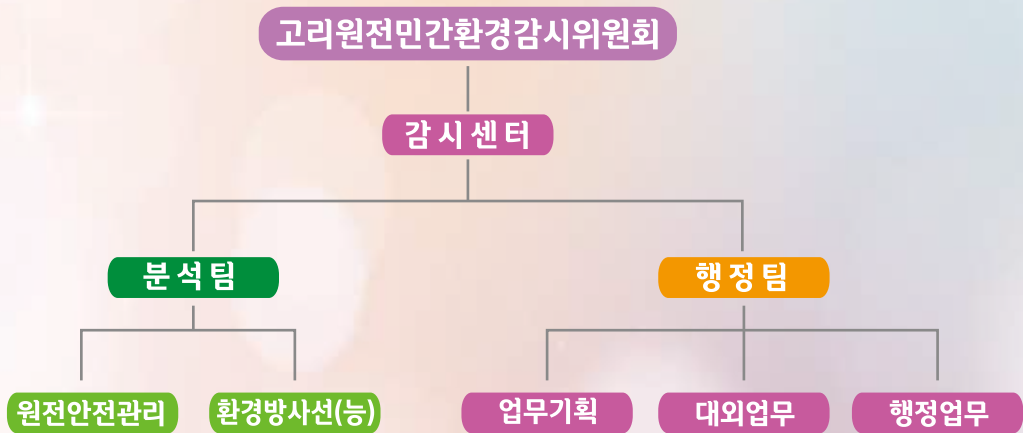 고리원전민간환경감시위원회
감시센터
분석팀
행정팀
원전안전관리
환경방사선(능)
업무기획
대외업무
행정업무